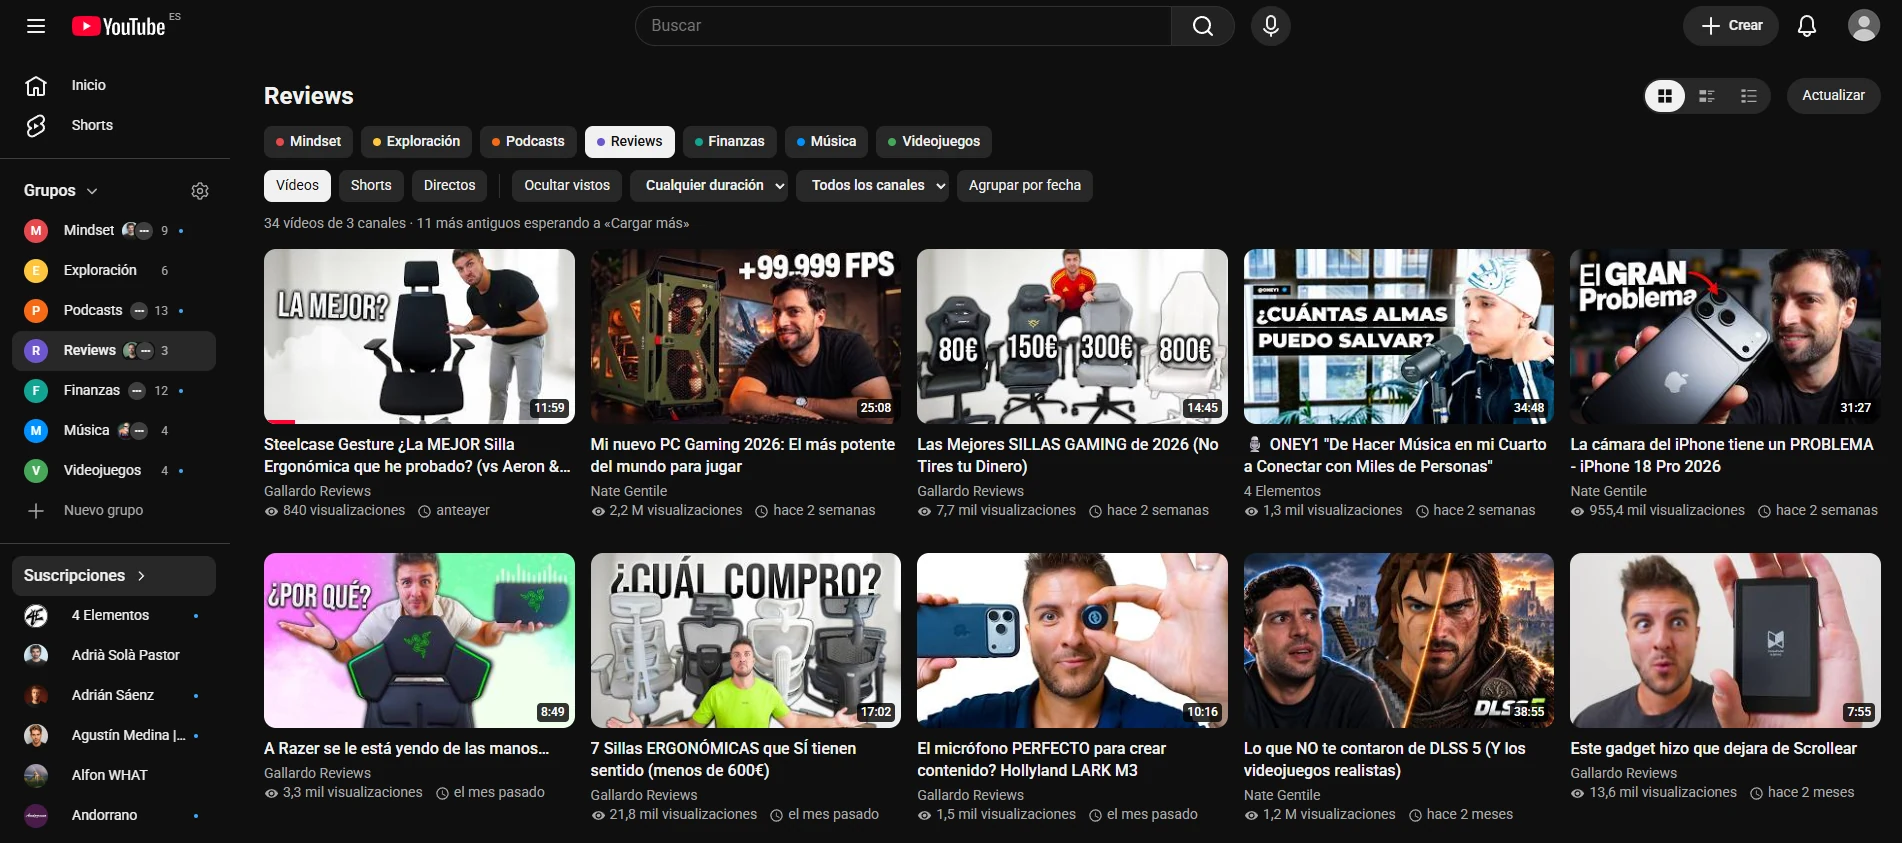 YouTube ES
Buscar
Crear
Inicio
Shorts
Grupos
M Mindset 9
E Exploración 6
P Podcasts 13
R Reviews 3
F Finanzas 12
M Música 4
V Videojuegos 4
Nuevo grupo
Suscripciones
4 Elementos
Adrià Solà Pastor
Adrián Sáenz
Agustín Medina |...
Alfon WHAT
Andorrano
Reviews
Actualizar
Mindset Exploración Podcasts Reviews Finanzas Música Videojuegos
Vídeos Shorts Directos Ocultar vistos Cualquier duración Todos los canales Agrupar por fecha
34 vídeos de 3 canales · 11 más antiguos esperando a «Cargar más»
LA MEJOR?
11:59
Steelcase Gesture ¿La MEJOR Silla
Ergonómica que he probado? (vs Aeron &...
Gallardo Reviews
840 visualizaciones anteayer
+99.999 FPS
25:08
Mi nuevo PC Gaming 2026: El más potente
del mundo para jugar
Nate Gentile
2,2 M visualizaciones hace 2 semanas
80€ 150€ 300€ 800€
14:45
Las Mejores SILLAS GAMING de 2026 (No
Tires tu Dinero)
Gallardo Reviews
7,7 mil visualizaciones hace 2 semanas
@ONEY1
¿CUÁNTAS ALMAS
PUEDO SALVAR?
34:48
🎙️ ONEY1 "De Hacer Música en mi Cuarto
a Conectar con Miles de Personas"
4 Elementos
1,3 mil visualizaciones hace 2 semanas
El GRAN
Problema
31:27
La cámara del iPhone tiene un PROBLEMA
- iPhone 18 Pro 2026
Nate Gentile
955,4 mil visualizaciones hace 2 semanas
¿POR QUÉ?
8:49
A Razer se le está yendo de las manos...
Gallardo Reviews
3,3 mil visualizaciones el mes pasado
¿CUÁL COMPRO?
17:02
7 Sillas ERGONÓMICAS que SÍ tienen
sentido (menos de 600€)
Gallardo Reviews
21,8 mil visualizaciones el mes pasado
10:16
El micrófono PERFECTO para crear
contenido? Hollyland LARK M3
Gallardo Reviews
1,5 mil visualizaciones el mes pasado
DLSS 5
38:55
Lo que NO te contaron de DLSS 5 (Y los
videojuegos realistas)
Nate Gentile
1,2 M visualizaciones hace 2 meses
7:55
Este gadget hizo que dejara de Scrollear
Gallardo Reviews
13,6 mil visualizaciones hace 2 meses